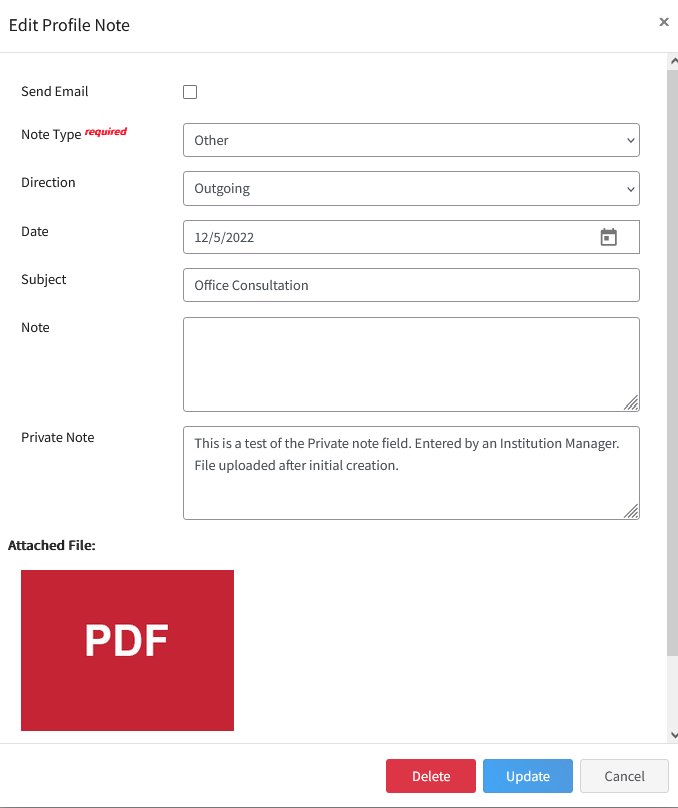 Edit Profile Note
×
Send Email
Note Type required
Other
Direction
Outgoing
Date
12/5/2022
Subject
Office Consultation
Note
Private Note
This is a test of the Private note field. Entered by an Institution Manager.
File uploaded after initial creation.
Attached File:
PDF
Delete
Update
Cancel